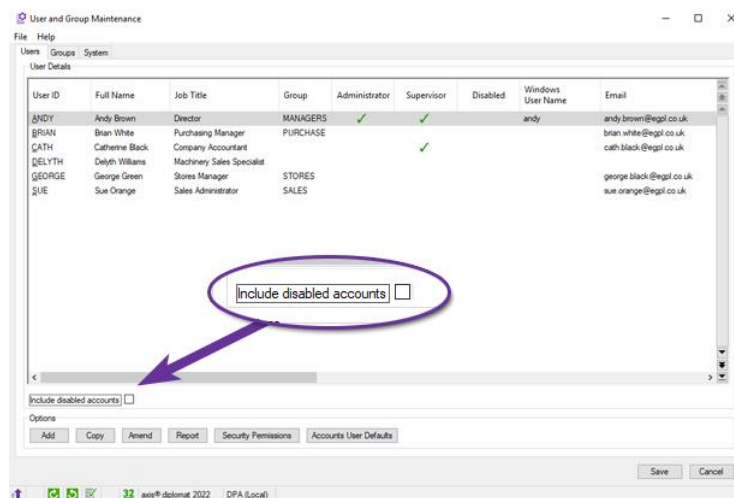 User and Group Maintenance
File Help
Users Groups System
User Details
User ID Full Name Job Title Group Administrator Supervisor Disabled Windows User Name Email
ANDY Andy Brown Director MANAGERS ✓ ✓ andy andy.brown@egpl.co.uk
BRIAN Brian White Purchasing Manager PURCHASE brian.white@egpl.co.uk
CATH Catherine Black Company Accountant ✓ cath.black@egpl.co.uk
DELYTH Delyth Williams Machinery Sales Specialist
GEORGE George Green Stores Manager STORES george.black@egpl.co.uk
SUE Sue Orange Sales Administrator SALES sue.orange@egpl.co.uk
Include disabled accounts
Include disabled accounts
Options
Add Copy Amend Report Security Permissions Accounts User Defaults
Save Cancel
32 axis® diplomat 2022 DPA (Local)